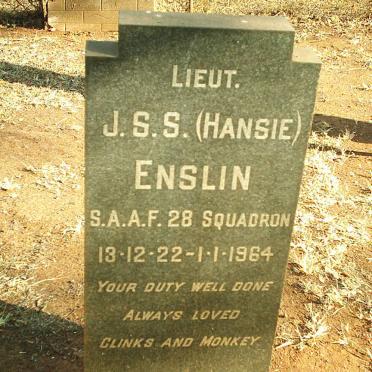 LIEUT.
J.S.S. (HANSIE)
ENSLIN
S.A.A.F. 28 SQUADRON
13·12·22-1·1·1964
YOUR DUTY WELL DONE
ALWAYS LOVED
CLINKS AND MONKEY